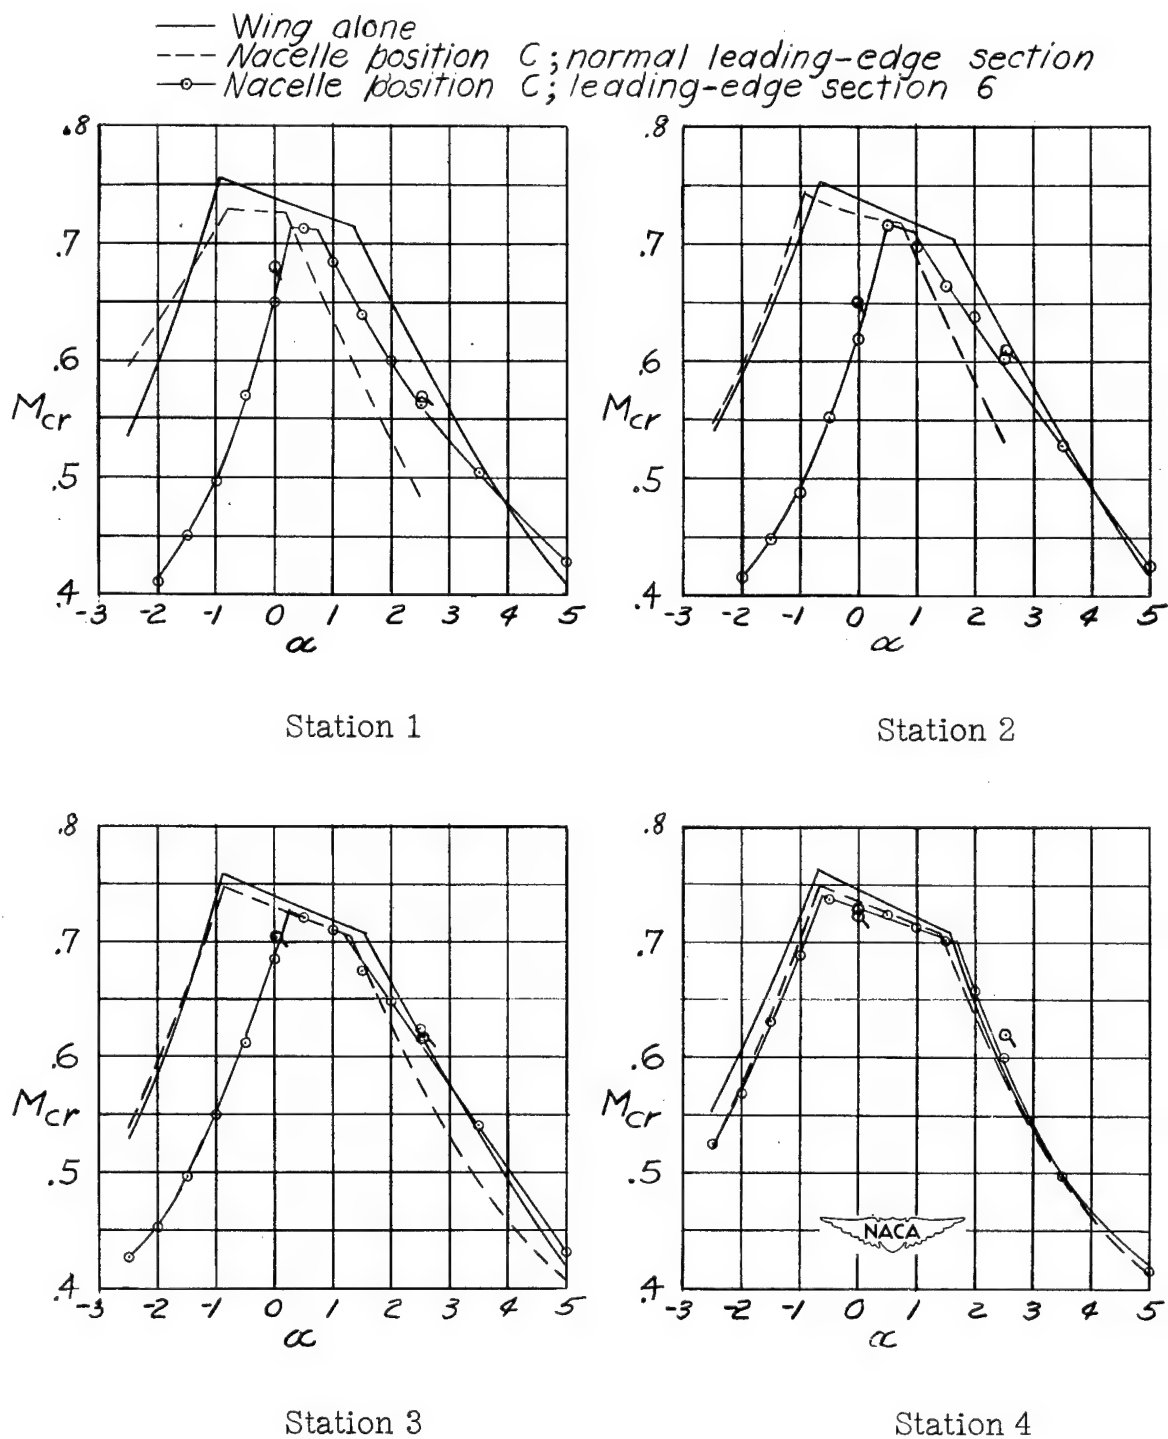 Wing alone
Nacelle position C; normal leading-edge section
Nacelle position C; leading-edge section 6
.8 .8
.7 .7
.6 .6
Mcr Mcr
.5 .5
.4 .4
-3 -2 -1 0 1 2 3 4 5 -3 -2 -1 0 1 2 3 4 5
α α
Station 1 Station 2
.8 .8
.7 .7
.6 .6
Mcr Mcr
.5 .5
NACA
.4 .4
-3 -2 -1 0 1 2 3 4 5 -3 -2 -1 0 1 2 3 4 5
α α
Station 3 Station 4